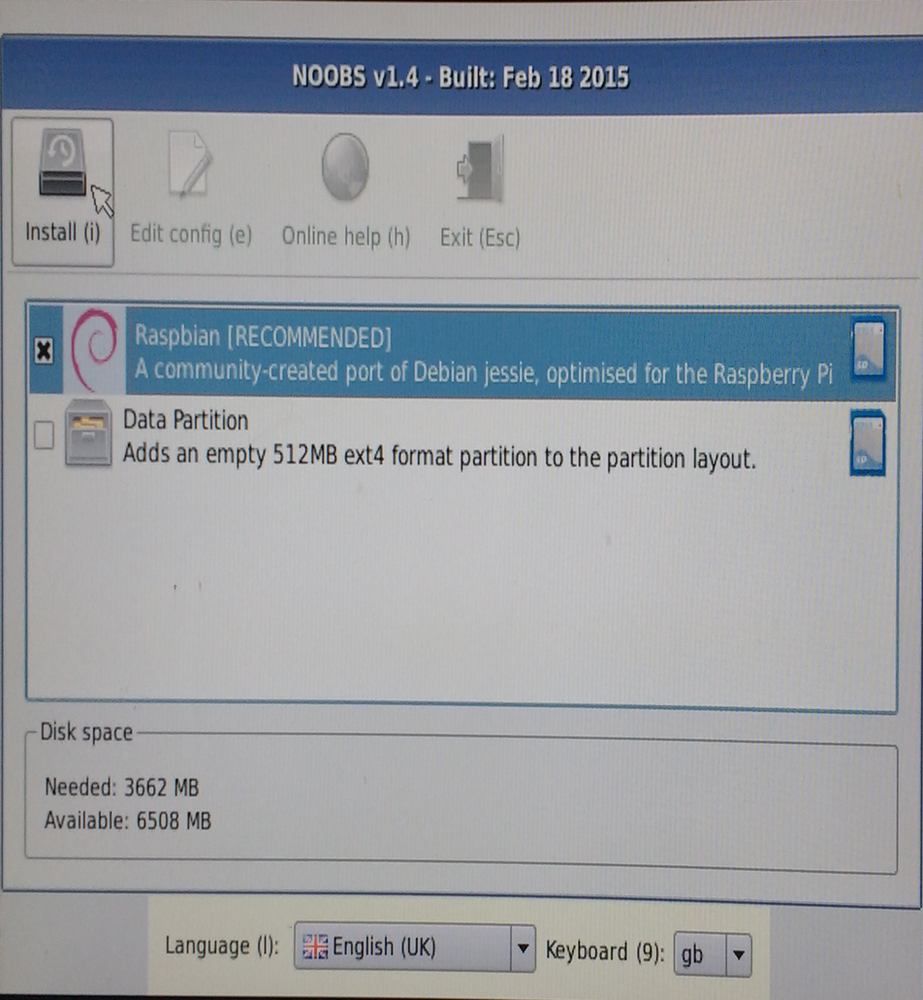 NOOBS v1.4 - Built: Feb 18 2015
Install (i) Edit config (e) Online help (h) Exit (Esc)
Raspbian [RECOMMENDED]
A community-created port of Debian jessie, optimised for the Raspberry Pi
Data Partition
Adds an empty 512MB ext4 format partition to the partition layout.
Disk space
Needed: 3662 MB
Available: 6508 MB
Language (l): English (UK) Keyboard (9): gb